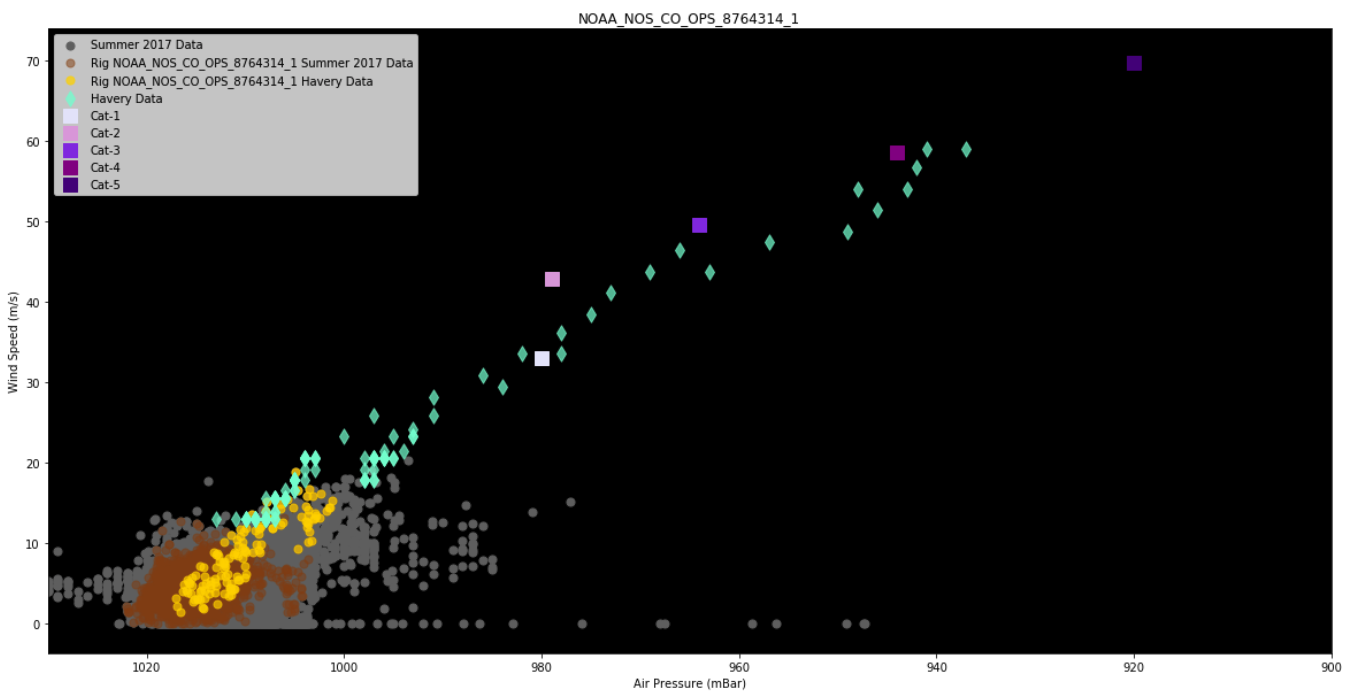 NOAA_NOS_CO_OPS_8764314_1
Summer 2017 Data
Rig NOAA_NOS_CO_OPS_8764314_1 Summer 2017 Data
Rig NOAA_NOS_CO_OPS_8764314_1 Havery Data
Havery Data
Cat-1
Cat-2
Cat-3
Cat-4
Cat-5
70
60
50
40
30
20
10
0
Wind Speed (m/s)
1020 1000 980 960 940 920 900
Air Pressure (mBar)